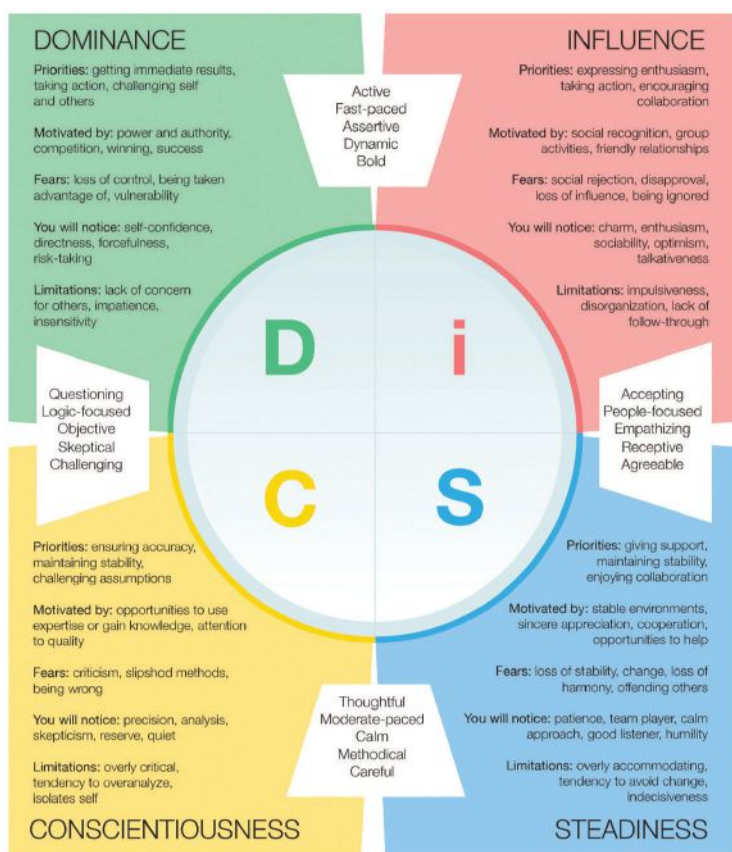 DOMINANCE
Priorities: getting immediate results,
taking action, challenging self
and others
Motivated by: power and authority,
competition, winning, success
Fears: loss of control, being taken
advantage of, vulnerability
You will notice: self-confidence,
directness, forcefulness,
risk-taking
Limitations: lack of concern
for others, impatience,
insensitivity
Active
Fast-paced
Assertive
Dynamic
Bold
INFLUENCE
Priorities: expressing enthusiasm,
taking action, encouraging
collaboration
Motivated by: social recognition, group
activities, friendly relationships
Fears: social rejection, disapproval,
loss of influence, being ignored
You will notice: charm, enthusiasm,
sociability, optimism,
talkativeness
Limitations: impulsiveness,
disorganization, lack of
follow-through
D
i
Questioning
Logic-focused
Objective
Skeptical
Challenging
Accepting
People-focused
Empathizing
Receptive
Agreeable
C
S
Priorities: ensuring accuracy,
maintaining stability,
challenging assumptions
Motivated by: opportunities to use
expertise or gain knowledge, attention
to quality
Fears: criticism, slipshod methods,
being wrong
You will notice: precision, analysis,
skepticism, reserve, quiet
Limitations: overly critical,
tendency to overanalyze,
isolates self
CONSCIENTIOUSNESS
Thoughtful
Moderate-paced
Calm
Methodical
Careful
Priorities: giving support,
maintaining stability,
enjoying collaboration
Motivated by: stable environments,
sincere appreciation, cooperation,
opportunities to help
Fears: loss of stability, change, loss of
harmony, offending others
You will notice: patience, team player, calm
approach, good listener, humility
Limitations: overly accommodating,
tendency to avoid change,
indecisiveness
STEADINESS